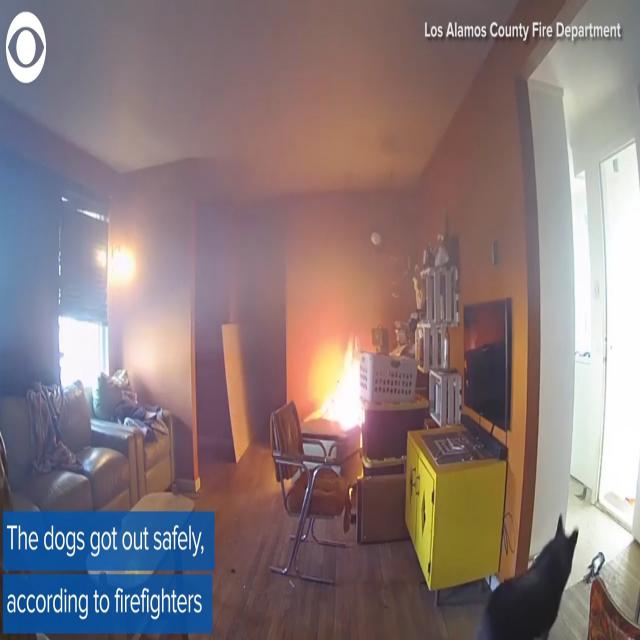 Los Alamos County Fire Department
The dogs got out safely,
according to firefighters